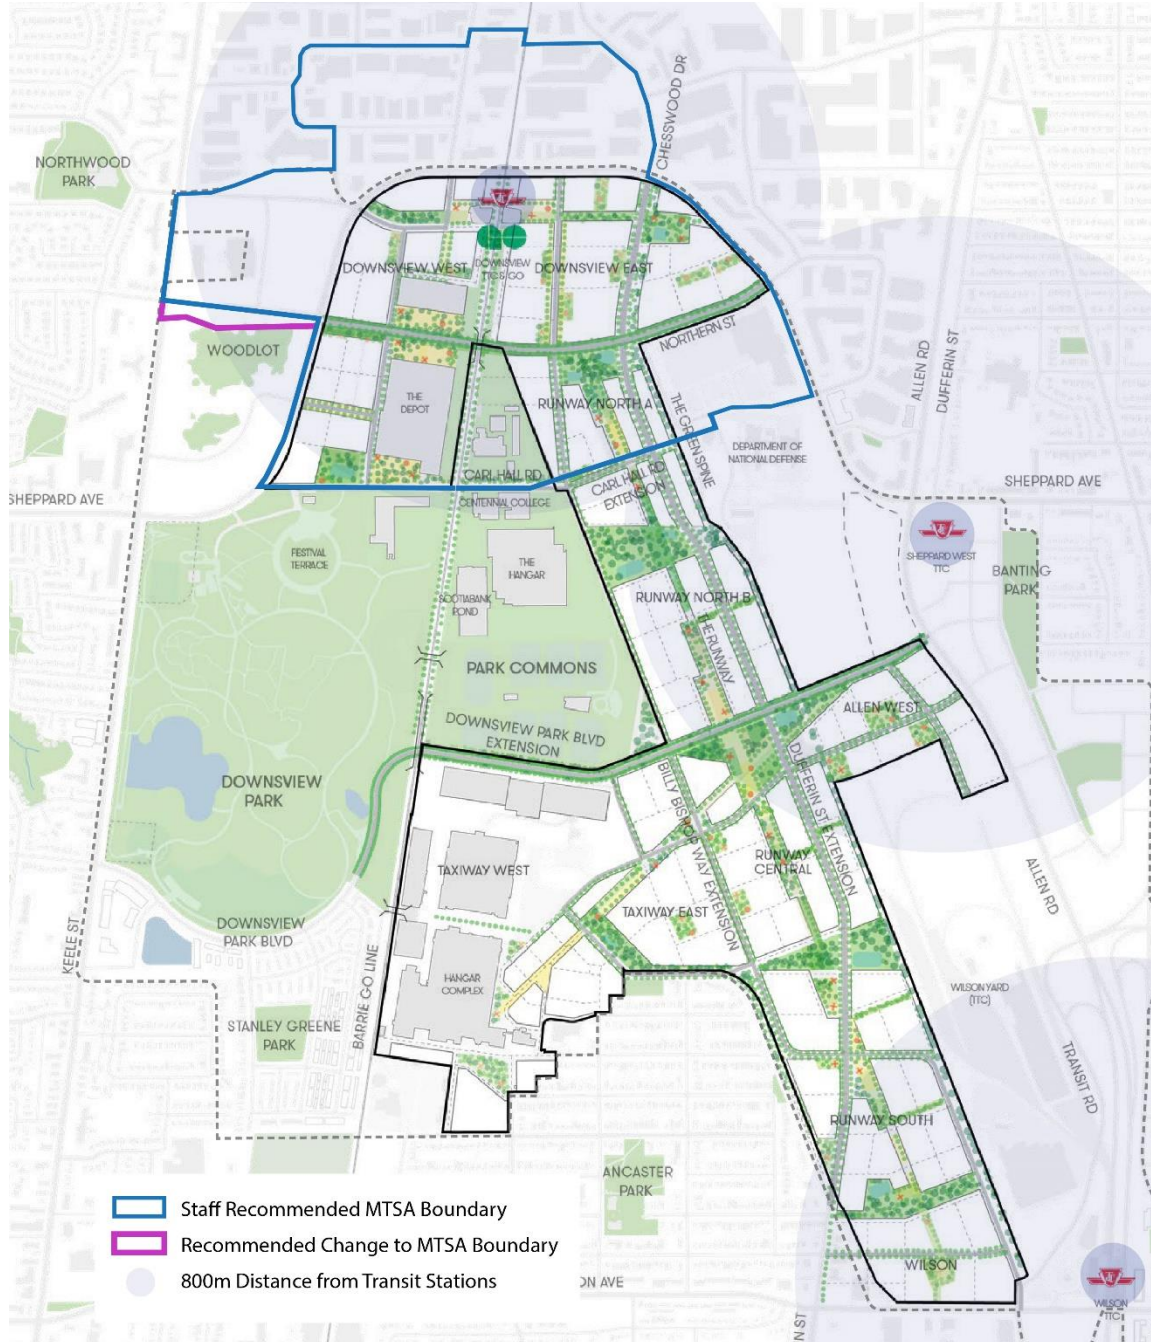 CHESSWOOD DR
NORTHWOOD
PARK
DOWNSVIEW WEST
DOWNSVIEW
TTC & GO
DOWNSVIEW EAST
NORTHERN ST
WOODLOT
ALLEN RD
DUFFERIN ST
THE
DEPOT
RUNWAY NORTH A
THE GREEN SPINE
DEPARTMENT OF
NATIONAL DEFENSE
CARL HALL RD
CARL HALL RD
EXTENSION
SHEPPARD AVE
SHEPPARD AVE
CENTENNIAL COLLEGE
FESTIVAL
TERRACE
THE
HANGAR
SHEPPARD WEST
TTC
BANTING
PARK
SCOTIABANK
POND
RUNWAY NORTH B
THE RUNWAY
PARK COMMONS
ALLEN WEST
DOWNSVIEW PARK BLVD
EXTENSION
DOWNSVIEW
PARK
DUFFERIN ST EXTENSION
BILLY BISHOP WAY EXTENSION
RUNWAY
CENTRAL
TAXIWAY WEST
TAXIWAY EAST
ALLEN RD
DOWNSVIEW
PARK BLVD
KEELE ST
HANGAR
COMPLEX
BARRIE GO LINE
WILSON YARD
(TTC)
STANLEY GREENE
PARK
TRANSIT RD
RUNWAY SOUTH
ANCASTER
PARK
Staff Recommended MTSA Boundary
Recommended Change to MTSA Boundary
800m Distance from Transit Stations
WILSON
ON AVE
WILSON
TTC
N ST